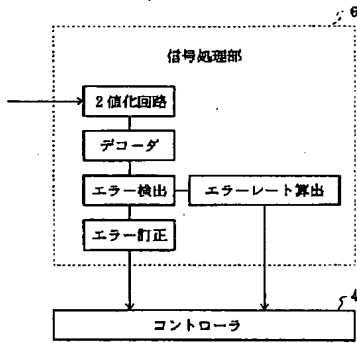 6
信号処理部
2値化回路
デコーダ
エラー検出 エラーレート算出
エラー訂正
4
コントローラ